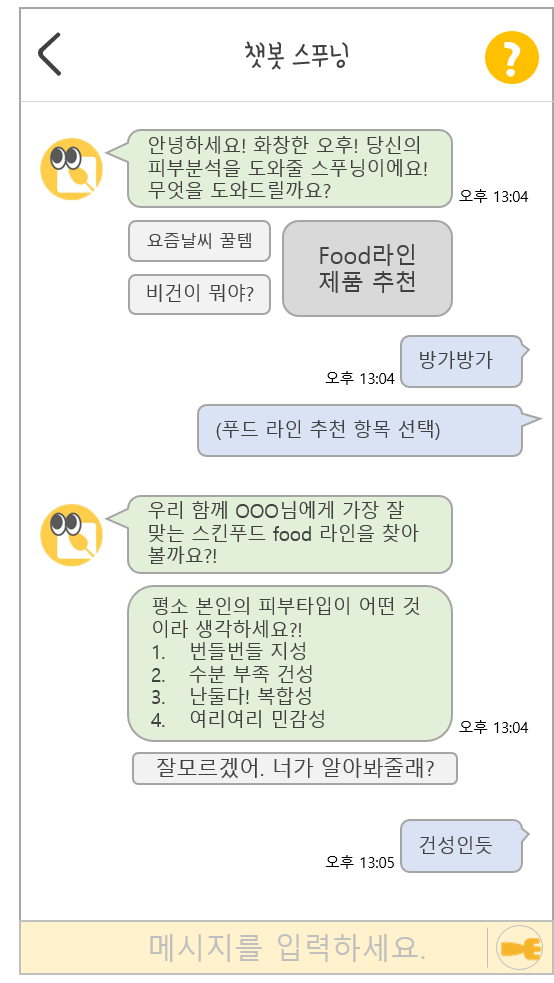 챗봇 스푸닝
?
안녕하세요! 화창한 오후! 당신의
피부분석을 도와줄 스푸닝이에요!
무엇을 도와드릴까요?
오후 13:04
요즘날씨 꿀템
비건이 뭐야?
Food라인
제품 추천
방가방가
오후 13:04
(푸드 라인 추천 항목 선택)
우리 함께 OOO님에게 가장 잘
맞는 스킨푸드 food 라인을 찾아
볼까요?!
평소 본인의 피부타입이 어떤 것
이라 생각하세요?!
1. 번들번들 지성
2. 수분 부족 건성
3. 난둘다! 복합성
4. 여리여리 민감성
오후 13:04
잘모르겠어. 너가 알아봐줄래?
건성인듯
오후 13:05
메시지를 입력하세요.